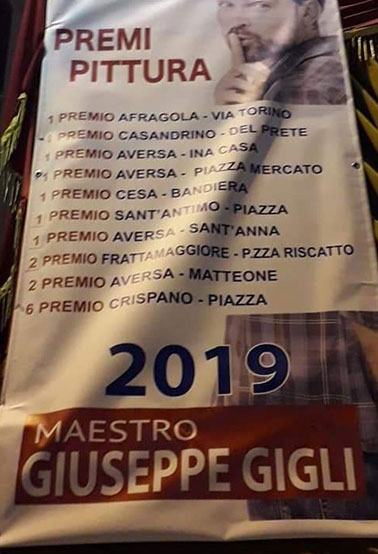 PREMI
PITTURA
1 PREMIO AFRAGOLA - VIA TORINO
1 PREMIO CASANDRINO - DEL PRETE
1 PREMIO AVERSA - INA CASA
1 PREMIO AVERSA - PIAZZA MERCATO
1 PREMIO CESA - BANDIERA
1 PREMIO SANT'ANTIMO - PIAZZA
1 PREMIO AVERSA - SANT'ANNA
2 PREMIO FRATTAMAGGIORE - P.ZZA RISCATTO
2 PREMIO AVERSA - MATTEONE
6 PREMIO CRISPANO - PIAZZA
2019
MAESTRO
GIUSEPPE GIGLI